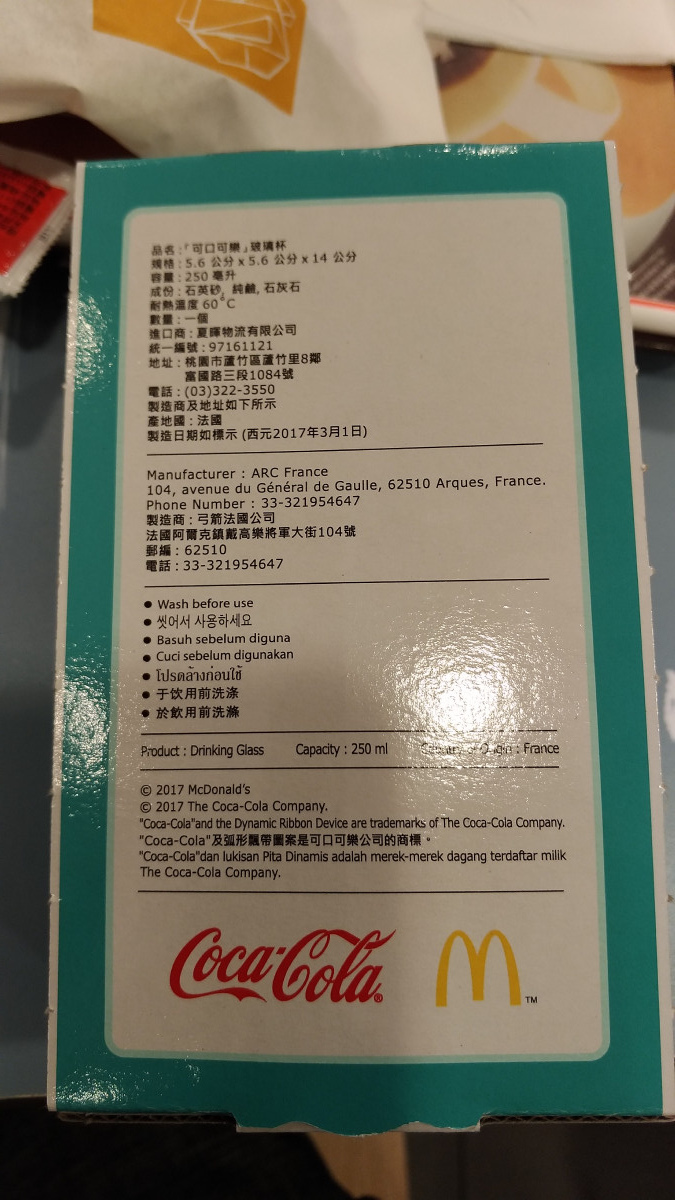 品名：「可口可樂」玻璃杯
規格：5.6 公分 x 5.6 公分 x 14 公分
容量：250 毫升
成份：石英砂, 純鹼, 石灰石
耐熱溫度 60°C
數量：一個
進口商：夏暉物流有限公司
統一編號：97161121
地址：桃園市蘆竹區蘆竹里8鄰
富國路三段1084號
電話：(03)322-3550
製造商及地址如下所示
產地國：法國
製造日期如標示 (西元2017年3月1日)
Manufacturer : ARC France
104, avenue du Général de Gaulle, 62510 Arques, France.
Phone Number : 33-321954647
製造商：弓箭法國公司
法國阿爾克鎮戴高樂將軍大街104號
郵編：62510
電話：33-321954647
● Wash before use
● 씻어서 사용하세요
● Basuh sebelum diguna
● Cuci sebelum digunakan
● โปรดล้างก่อนใช้
● 于饮用前洗涤
● 於飲用前洗滌
Product : Drinking Glass Capacity : 250 ml Country of Origin : France
© 2017 McDonald's
© 2017 The Coca-Cola Company.
"Coca-Cola"and the Dynamic Ribbon Device are trademarks of The Coca-Cola Company.
"Coca-Cola"及弧形飄帶圖案是可口可樂公司的商標。
"Coca-Cola"dan lukisan Pita Dinamis adalah merek-merek dagang terdaftar milik
The Coca-Cola Company.
Coca-Cola® M™